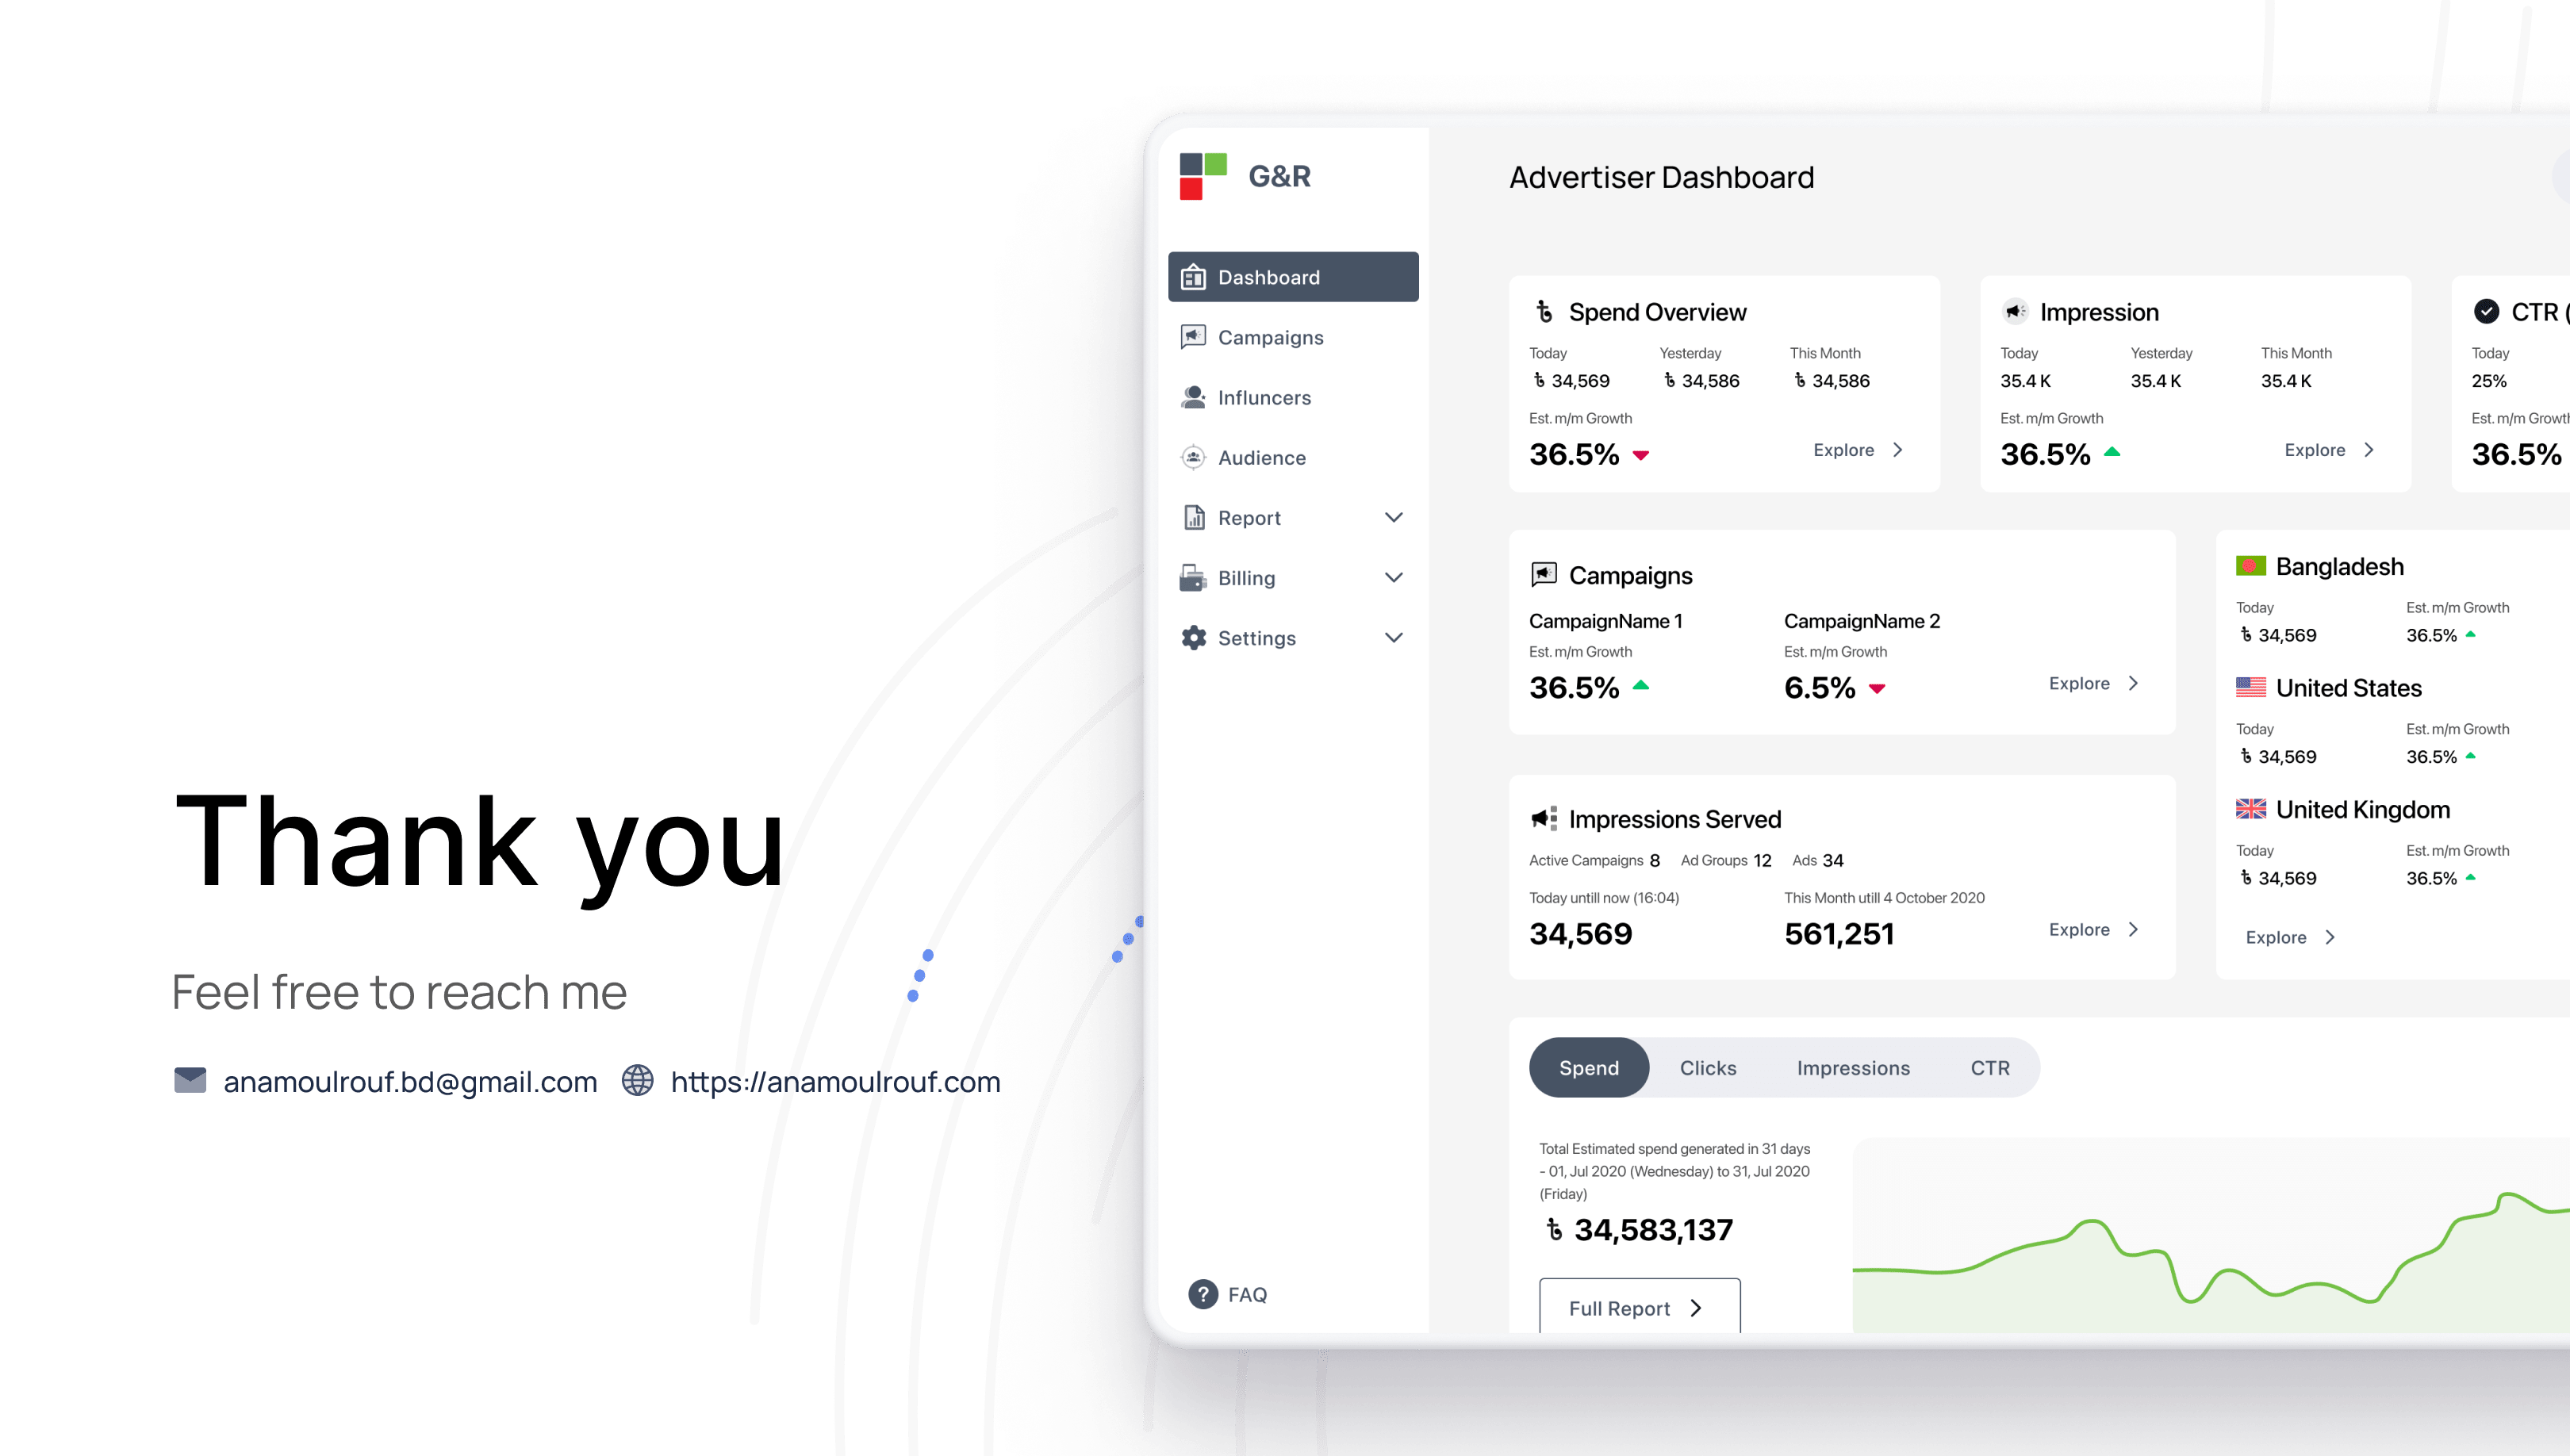 Thank you
Feel free to reach me
anamoulrouf.bd@gmail.com https://anamoulrouf.com
G&R
Dashboard
Campaigns
Influncers
Audience
Report
Billing
Settings
FAQ
Advertiser Dashboard
৳ Spend Overview
Today Yesterday This Month
৳ 34,569 ৳ 34,586 ৳ 34,586
Est. m/m Growth
36.5% Explore
Impression
Today Yesterday This Month
35.4 K 35.4 K 35.4 K
Est. m/m Growth
36.5% Explore
CTR (
Today
25%
Est. m/m Growth
36.5%
Campaigns
CampaignName 1 CampaignName 2
Est. m/m Growth Est. m/m Growth
36.5% 6.5% Explore
Impressions Served
Active Campaigns 8 Ad Groups 12 Ads 34
Today untill now (16:04) This Month utill 4 October 2020
34,569 561,251 Explore
Bangladesh
Today Est. m/m Growth
৳ 34,569 36.5%
United States
Today Est. m/m Growth
৳ 34,569 36.5%
United Kingdom
Today Est. m/m Growth
৳ 34,569 36.5%
Explore
Spend Clicks Impressions CTR
Total Estimated spend generated in 31 days
- 01, Jul 2020 (Wednesday) to 31, Jul 2020
(Friday)
৳ 34,583,137
Full Report